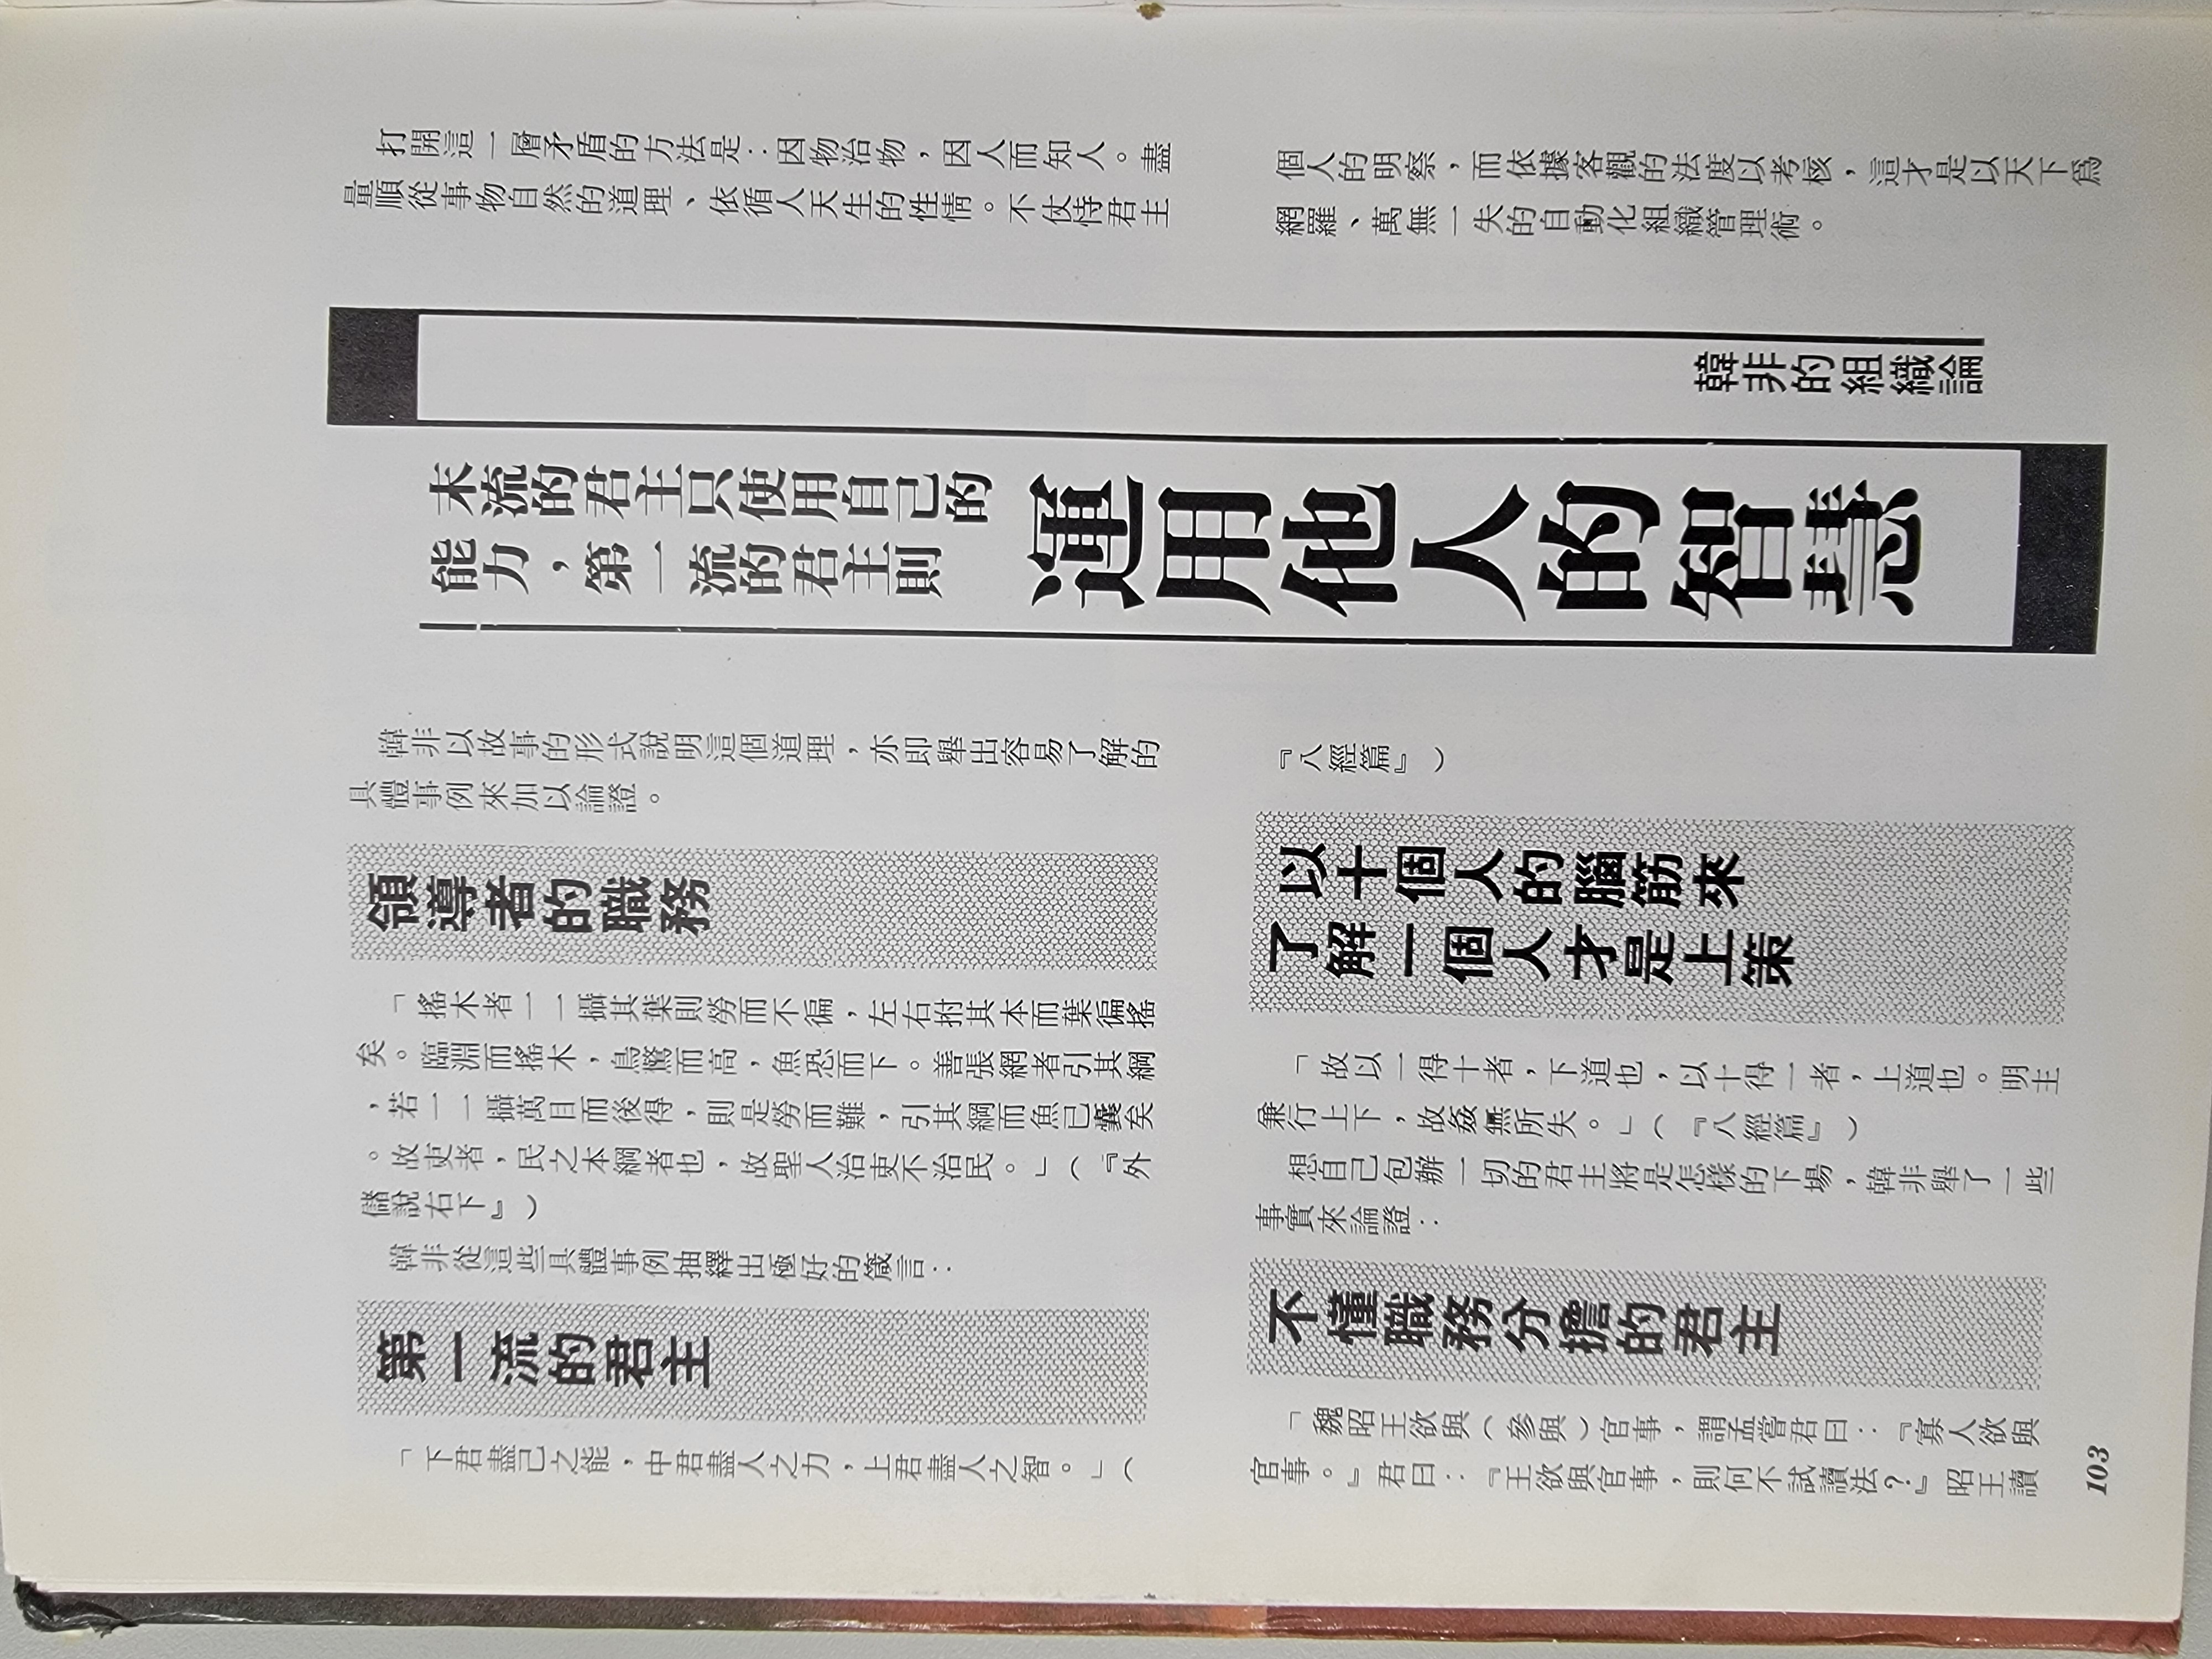 打開這一層矛盾的方法是：因物治物，因人而知人。盡
量順從事物自然的道理、依循人天生的性情。不仗恃君主
個人的明察，而依據客觀的法度以考核，這才是以天下爲
網羅、萬無一失的自動化組織管理術。
韓非的組織論
末流的君主只使用自己的
能力，第一流的君主則
運用他人的智慧
韓非以故事的形式說明這個道理，亦即舉出容易了解的
具體事例來加以論證。
領導者的職務
「搖木者一一攝其葉則勞而不徧，左右拊其本而葉徧搖
矣。臨淵而搖木，鳥驚而高，魚恐而下。善張網者引其綱
，若一一攝萬目而後得，則是勞而難，引其綱而魚已囊矣
。故吏者，民之本綱者也，故聖人治吏不治民。」（『外
儲說右下』）
韓非從這些具體事例抽繹出極好的箴言：
第一流的君主
「下君盡己之能，中君盡人之力，上君盡人之智。」（
『八經篇』）
以十個人的腦筋來
了解一個人才是上策
「故以一得十者，下道也，以十得一者，上道也。明主
兼行上下，故姦無所失。」（『八經篇』）
想自己包辦一切的君主將是怎樣的下場，韓非舉了一些
事實來論證：
不懂職務分擔的君主
「魏昭王欲與（參與）官事，謂孟嘗君曰：『寡人欲與
官事。』君曰：『王欲與官事，則何不試讀法？』昭王讀
103